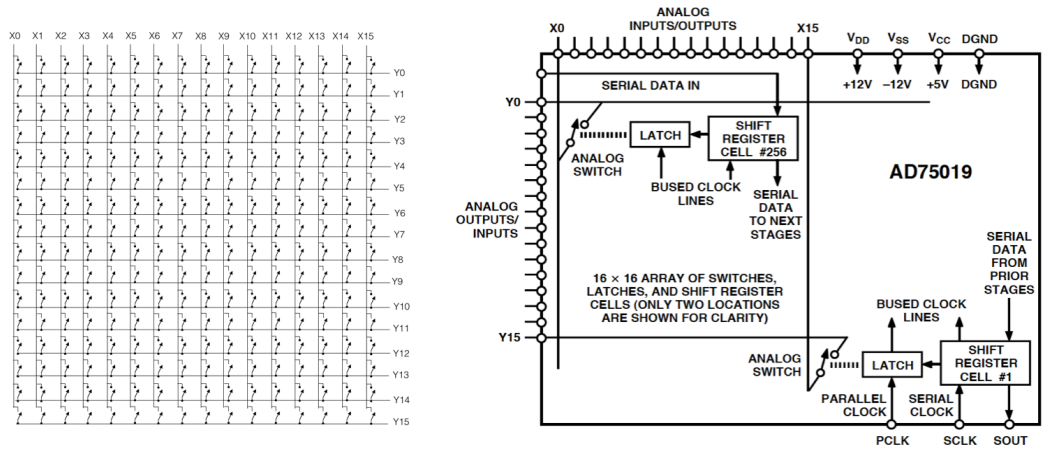 X0 X1 X2 X3 X4 X5 X6 X7 X8 X9 X10 X11 X12 X13 X14 X15
Y0
Y1
Y2
Y3
Y4
Y5
Y6
Y7
Y8
Y9
Y10
Y11
Y12
Y13
Y14
Y15
ANALOG
INPUTS/OUTPUTS
X0
X15
VDD VSS VCC DGND
+12V –12V +5V DGND
SERIAL DATA IN
Y0
ANALOG
SWITCH
LATCH
SHIFT
REGISTER
CELL #256
BUSED CLOCK
LINES
SERIAL
DATA
TO NEXT
STAGES
AD75019
ANALOG
OUTPUTS/
INPUTS
SERIAL
DATA
FROM
PRIOR
STAGES
16 × 16 ARRAY OF SWITCHES,
LATCHES, AND SHIFT REGISTER
CELLS (ONLY TWO LOCATIONS
ARE SHOWN FOR CLARITY)
BUSED CLOCK
LINES
Y15
ANALOG
SWITCH
LATCH
SHIFT
REGISTER
CELL #1
PARALLEL
CLOCK
SERIAL
CLOCK
PCLK SCLK SOUT